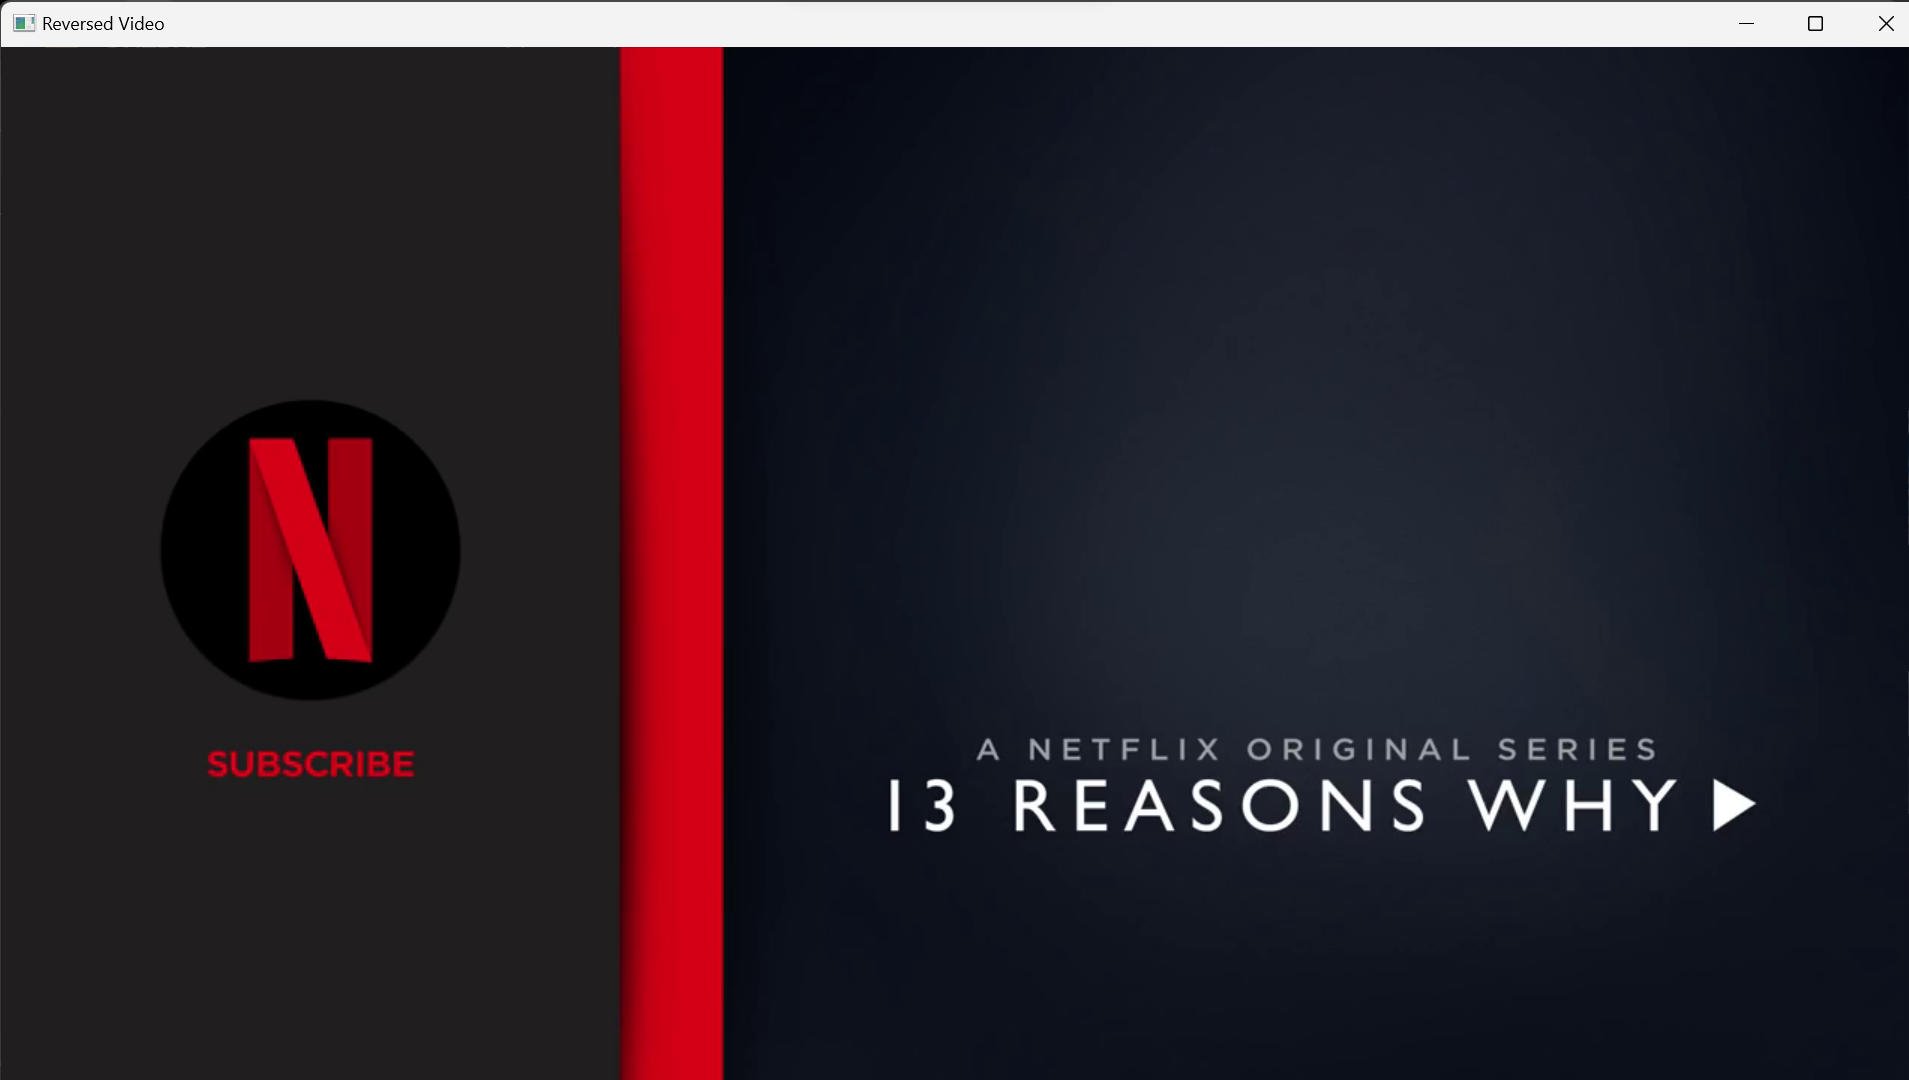 Reversed Video
N
SUBSCRIBE
A NETFLIX ORIGINAL SERIES
13 REASONS WHY